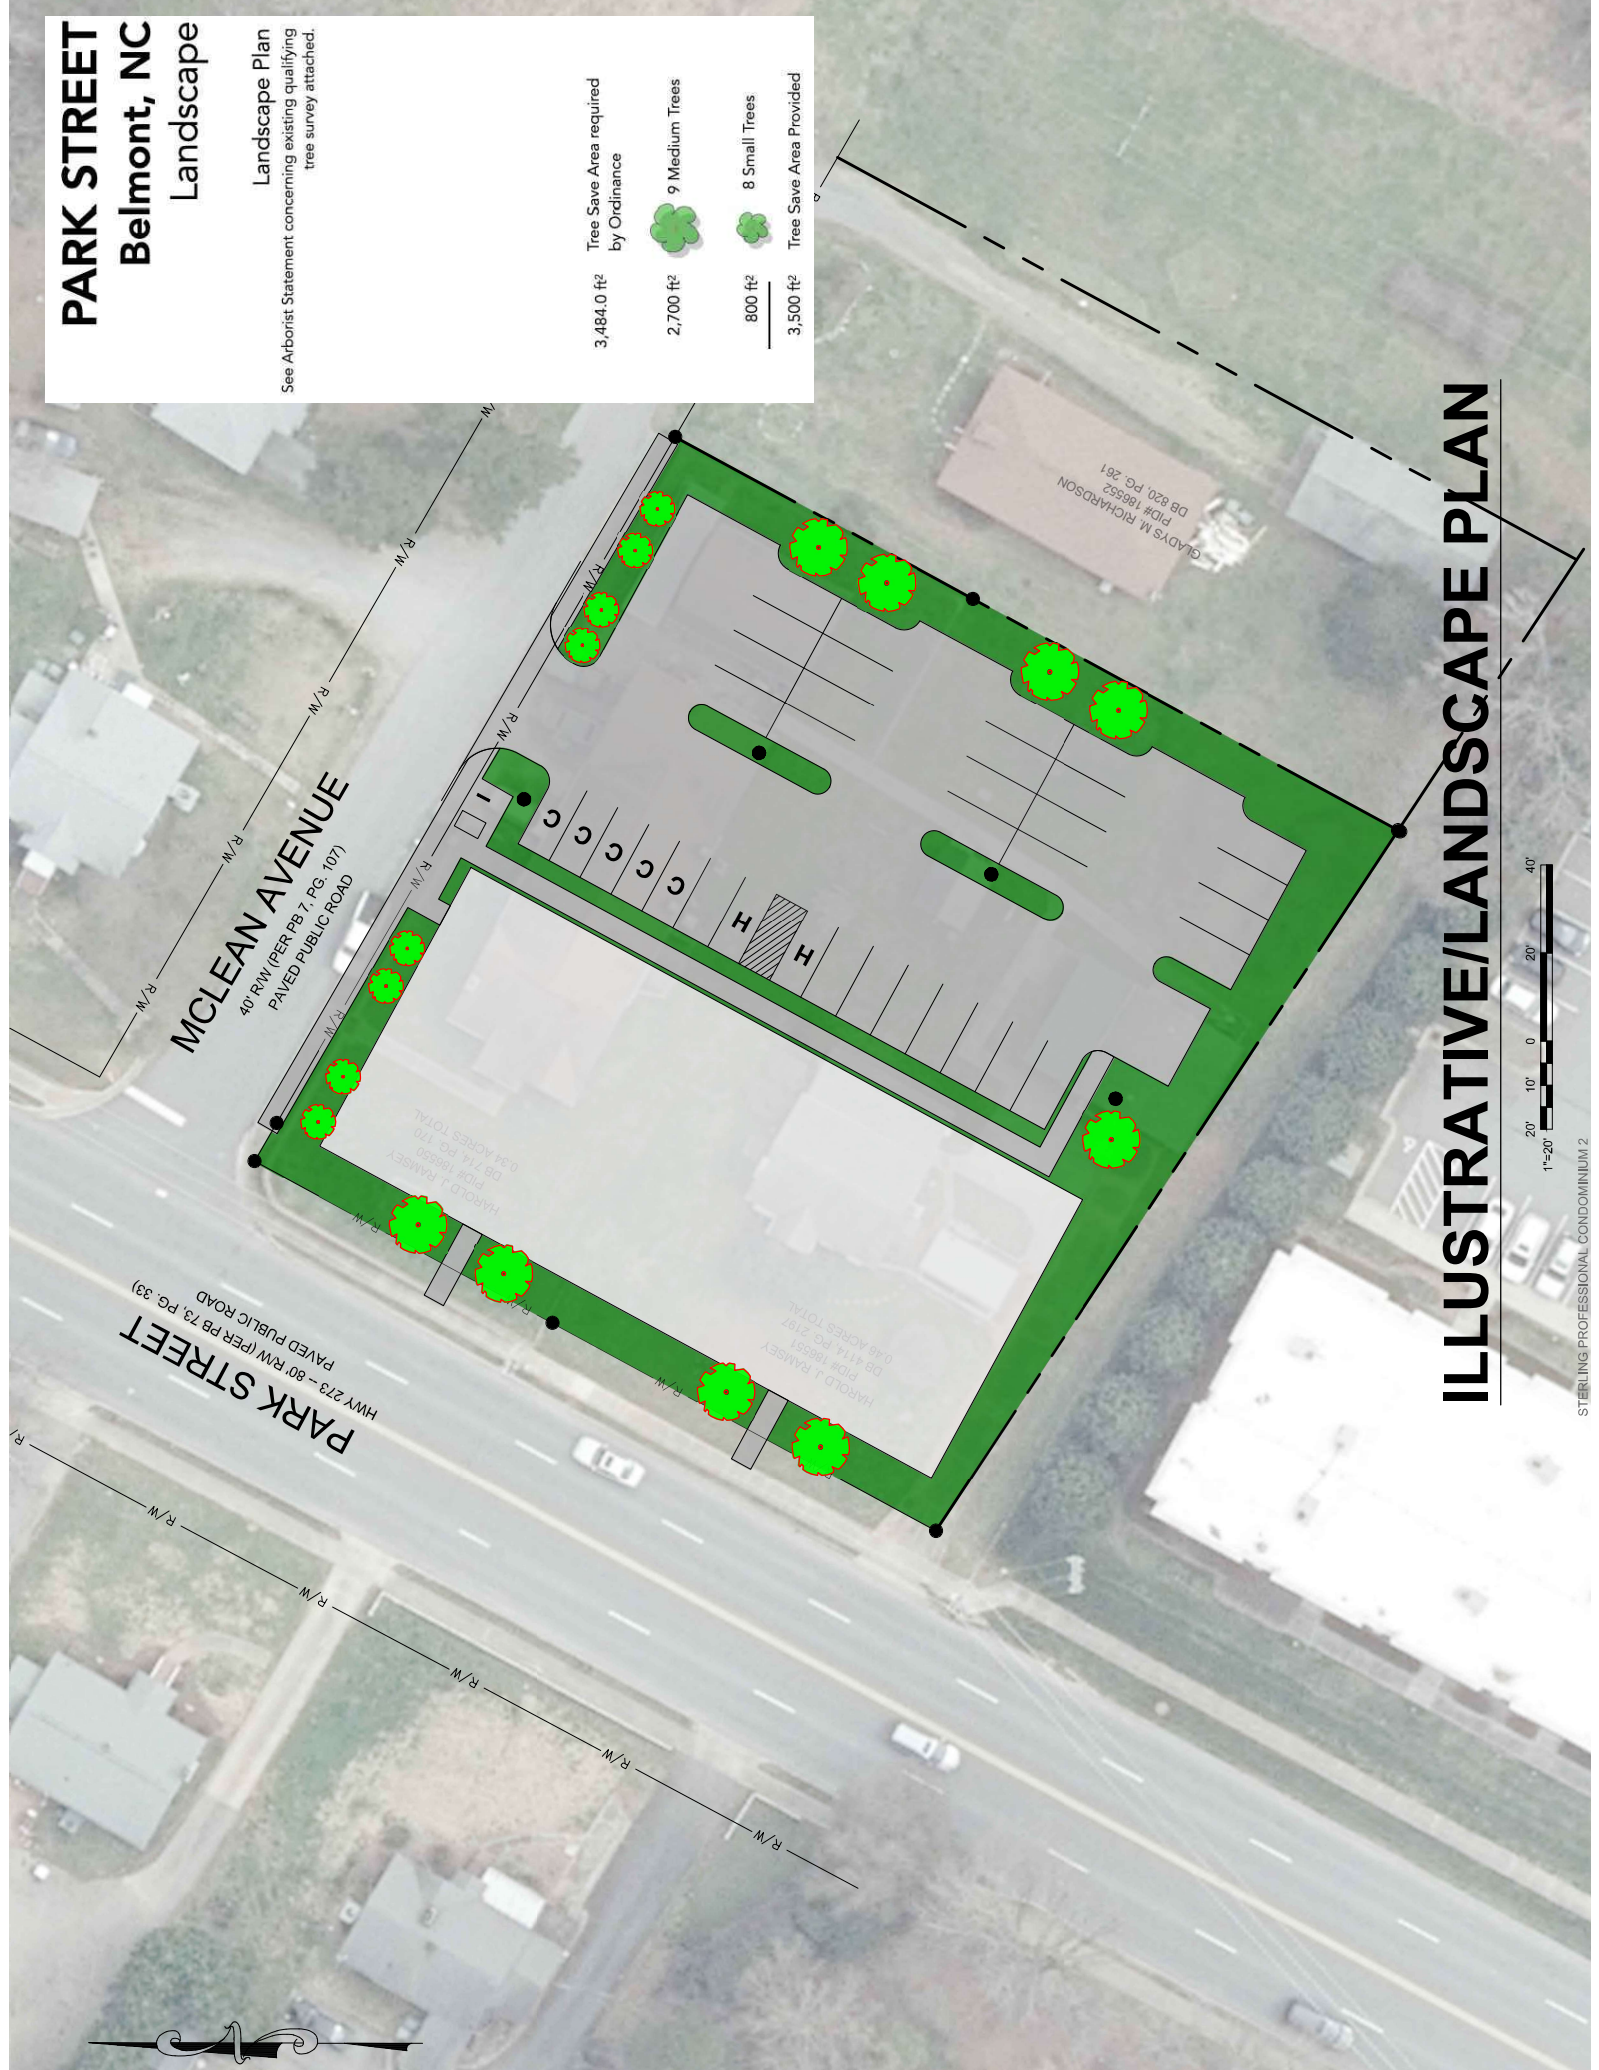 PARK STREET
Belmont, NC
Landscape
Landscape Plan
See Arborist Statement concerning existing qualifying
tree survey attached.
3,484.0 ft² Tree Save Area required
by Ordinance
2,700 ft² 9 Medium Trees
800 ft² 8 Small Trees
3,500 ft² Tree Save Area Provided
R/W
R/W
R/W
R/W
R/W
R/W
MCLEAN AVENUE
40' R/W (PER PB 7, PG. 107)
PAVED PUBLIC ROAD
R/W
R/W
R/W
R/W
I
C
C
C
C
C
H
H
GLADYS M. RICHARDSON
PID# 186552
DB 820, PG. 261
HAROLD J. RAMSEY
PID# 186550
DB 714, PG. 170
0.34 ACRES TOTAL
HAROLD J. RAMSEY
PID# 186551
DB 4114, PG. 2197
0.46 ACRES TOTAL
R/W
R/W
R/W
PARK STREET
HWY 273 -- 80' R/W (PER PB 73, PG. 33)
PAVED PUBLIC ROAD
R/
R/W
R/W
R/W
R/W
R/W
ILLUSTRATIVE/LANDSCAPE PLAN
20' 10' 0 20' 40'
1"=20'
STERLING PROFESSIONAL CONDOMINIUM 2
N